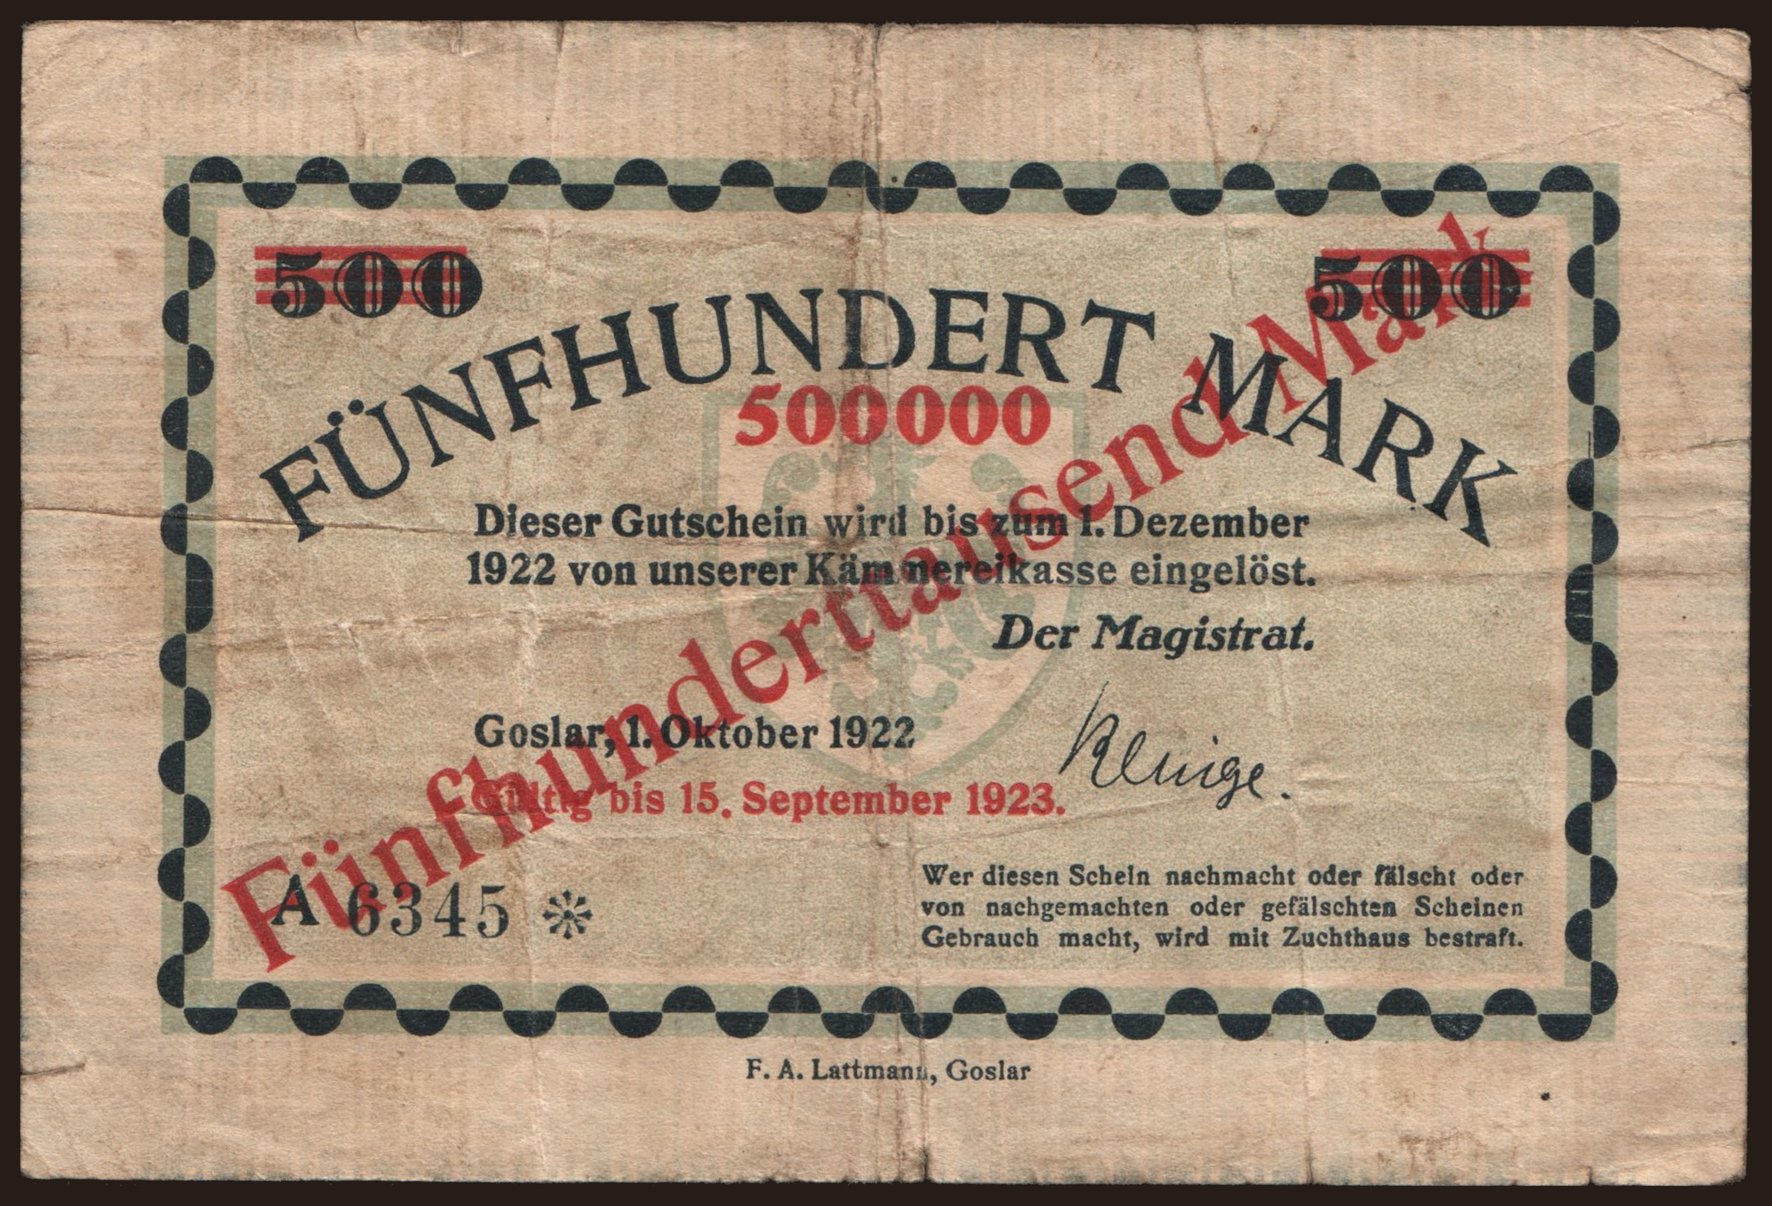 500 500
FÜNFHUNDERT MARK
500000
Fünfhunderttausend Mark
Dieser Gutschein wird bis zum 1. Dezember
1922 von unserer Kämmereikasse eingelöst.
Der Magistrat.
Goslar, 1. Oktober 1922
Klinge.
Gültig bis 15. September 1923.
A 6345 *
Wer diesen Schein nachmacht oder fälscht oder
von nachgemachten oder gefälschten Scheinen
Gebrauch macht, wird mit Zuchthaus bestraft.
F. A. Lattmann, Goslar